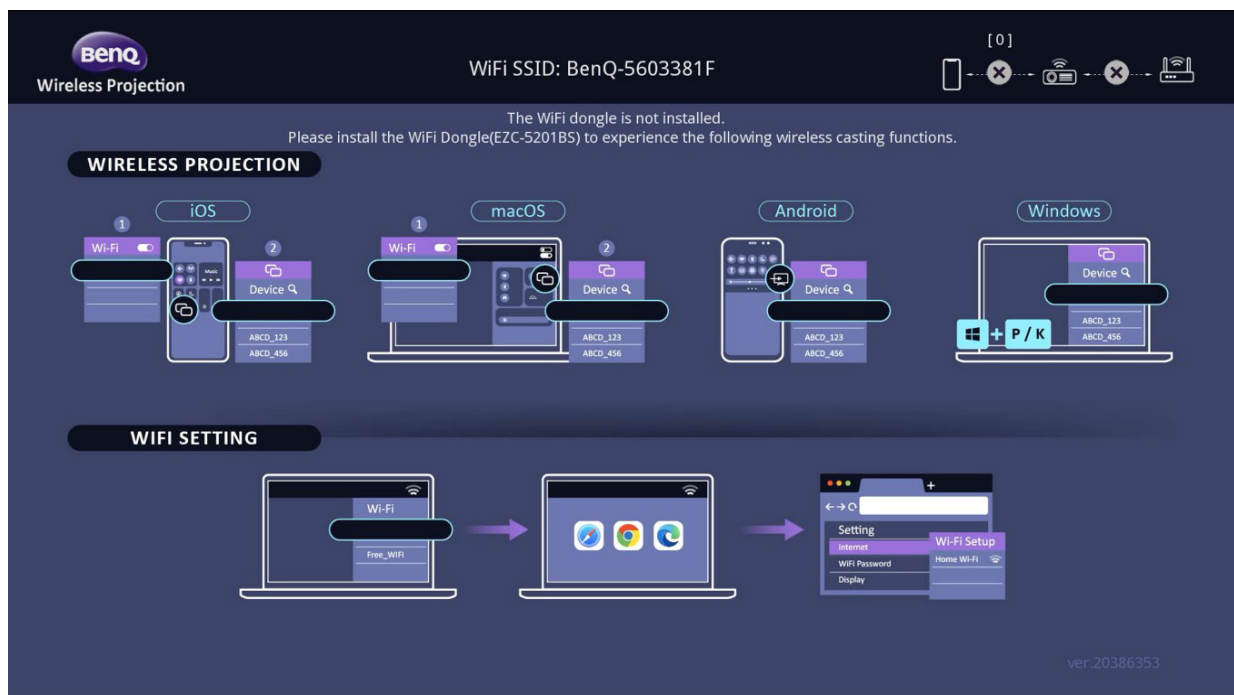 BenQ
Wireless Projection
WiFi SSID: BenQ-5603381F
[ 0 ]
The WiFi dongle is not installed.
Please install the WiFi Dongle(EZC-5201BS) to experience the following wireless casting functions.
WIRELESS PROJECTION
iOS
1
Wi-Fi
Music
2
Device
ABCD_123
ABCD_456
macOS
1
Wi-Fi
2
Device
ABCD_123
ABCD_456
Android
Device
ABCD_123
ABCD_456
Windows
Device
ABCD_123
ABCD_456
+ P / K
WIFI SETTING
Wi-Fi
Free_WIFI
Setting
Internet
WiFi Password
Display
Wi-Fi Setup
Home Wi-Fi
ver.20386353